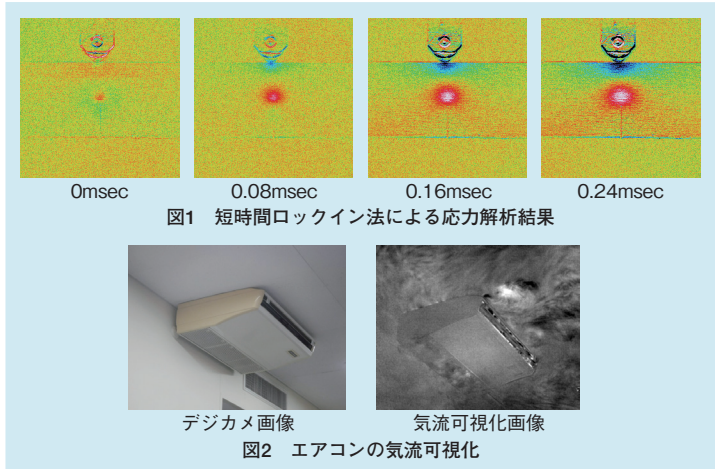 0msec
0.08msec
0.16msec
0.24msec
図1 短時間ロックイン法による応力解析結果
デジカメ画像
気流可視化画像
図2 エアコンの気流可視化